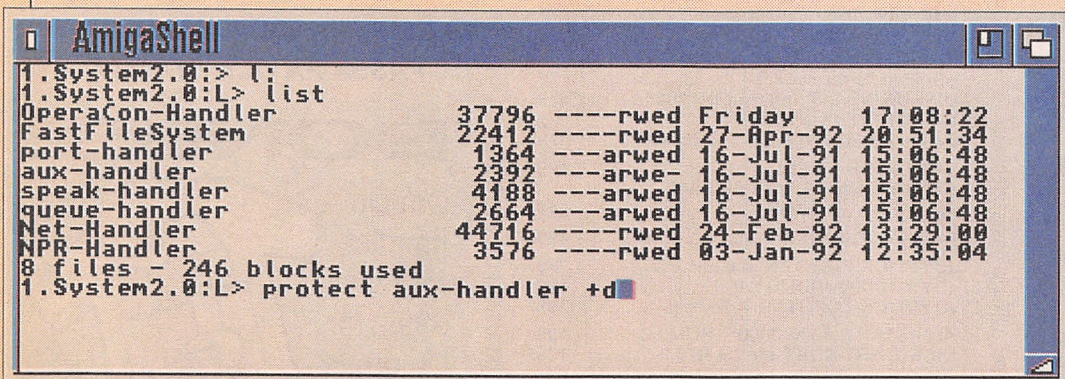 AmigaShell
1.System2.0:> l:
1.System2.0:L> list
OperaCon-Handler 37796 ----rwed Friday 17:08:22
FastFileSystem 22412 ----rwed 27-Apr-92 20:51:34
port-handler 1364 ---arwed 16-Jul-91 15:06:48
aux-handler 2392 ---arwe- 16-Jul-91 15:06:48
speak-handler 4188 ---arwed 16-Jul-91 15:06:48
queue-handler 2664 ---arwed 16-Jul-91 15:06:48
Net-Handler 44716 ----rwed 24-Feb-92 13:29:00
NPR-Handler 3576 ----rwed 03-Jan-92 12:35:04
8 files - 246 blocks used
1.System2.0:L> protect aux-handler +d